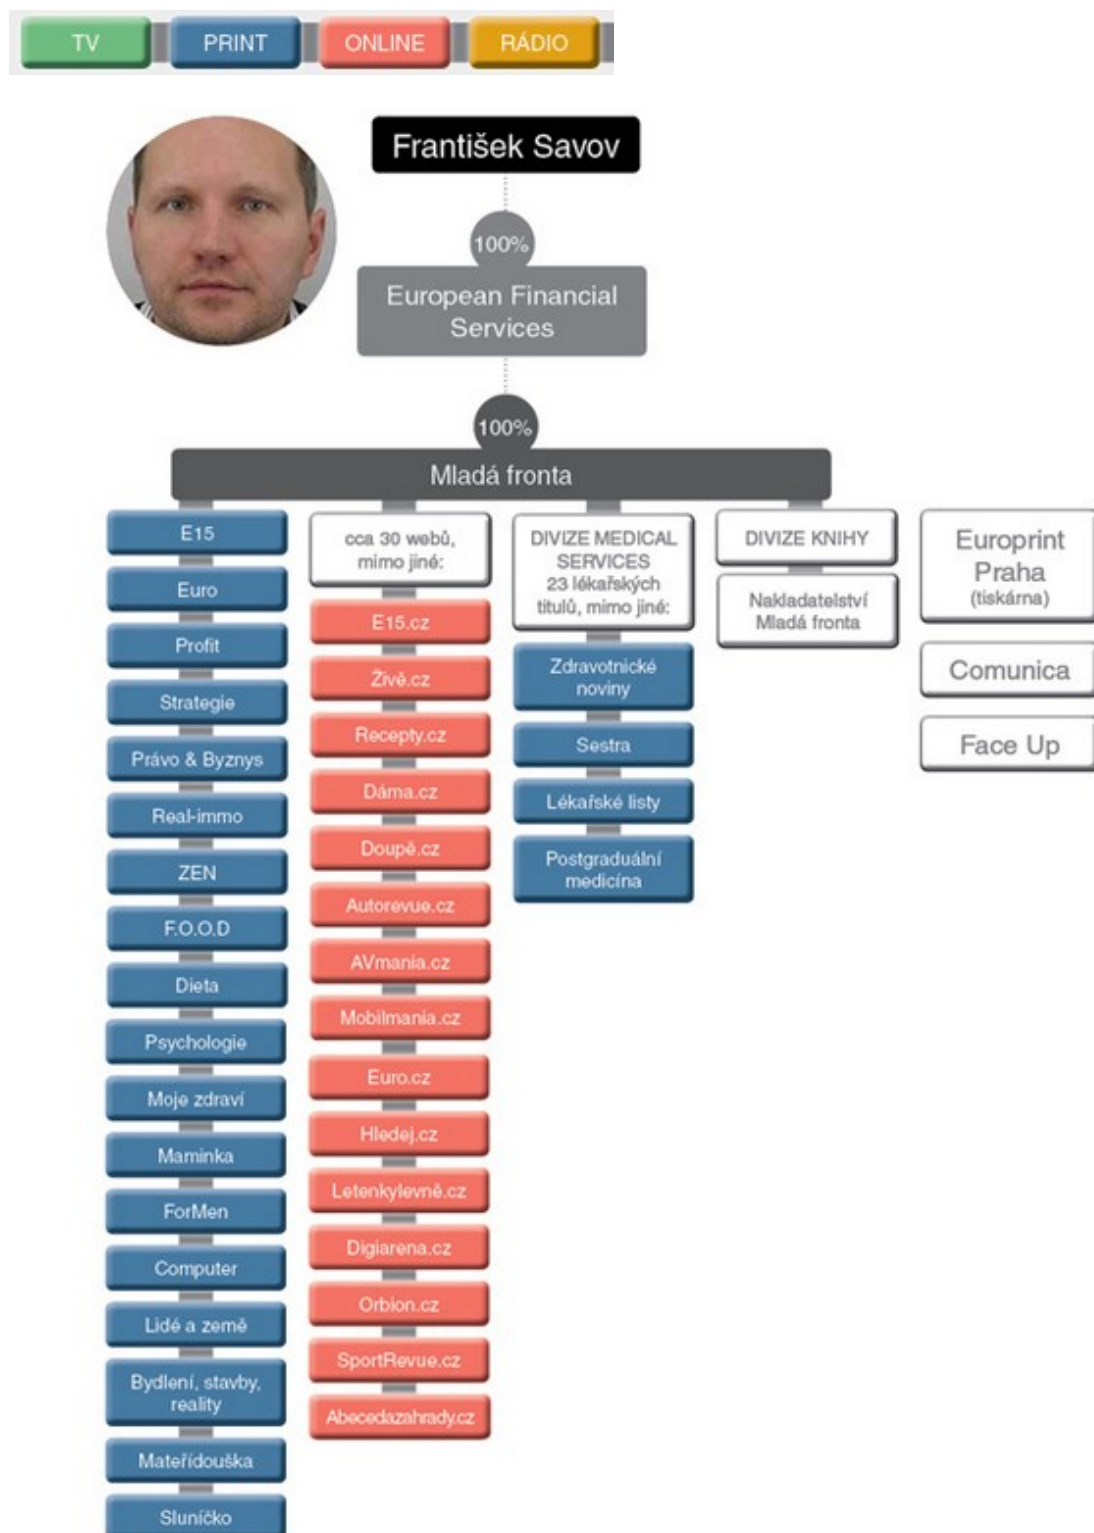 TV PRINT ONLINE RÁDIO
František Savov
100%
European Financial
Services
100%
Mladá fronta
E15
Euro
Profit
Strategie
Právo & Byznys
Real-immo
ZEN
F.O.O.D
Dieta
Psychologie
Moje zdraví
Maminka
ForMen
Computer
Lidé a země
Bydlení, stavby,
reality
Mateřídouška
Sluníčko
cca 30 webů,
mimo jiné:
E15.cz
Živě.cz
Recepty.cz
Dáma.cz
Doupě.cz
Autorevue.cz
AVmania.cz
Mobilmania.cz
Euro.cz
Hledej.cz
Letenkylevně.cz
Digiarena.cz
Orbion.cz
SportRevue.cz
Abecedazahrady.cz
DIVIZE MEDICAL
SERVICES
23 lékařských
titulů, mimo jiné:
Zdravotnické
noviny
Sestra
Lékařské listy
Postgraduální
medicína
DIVIZE KNIHY
Nakladatelství
Mladá fronta
Europrint
Praha
(tiskárna)
Comunica
Face Up